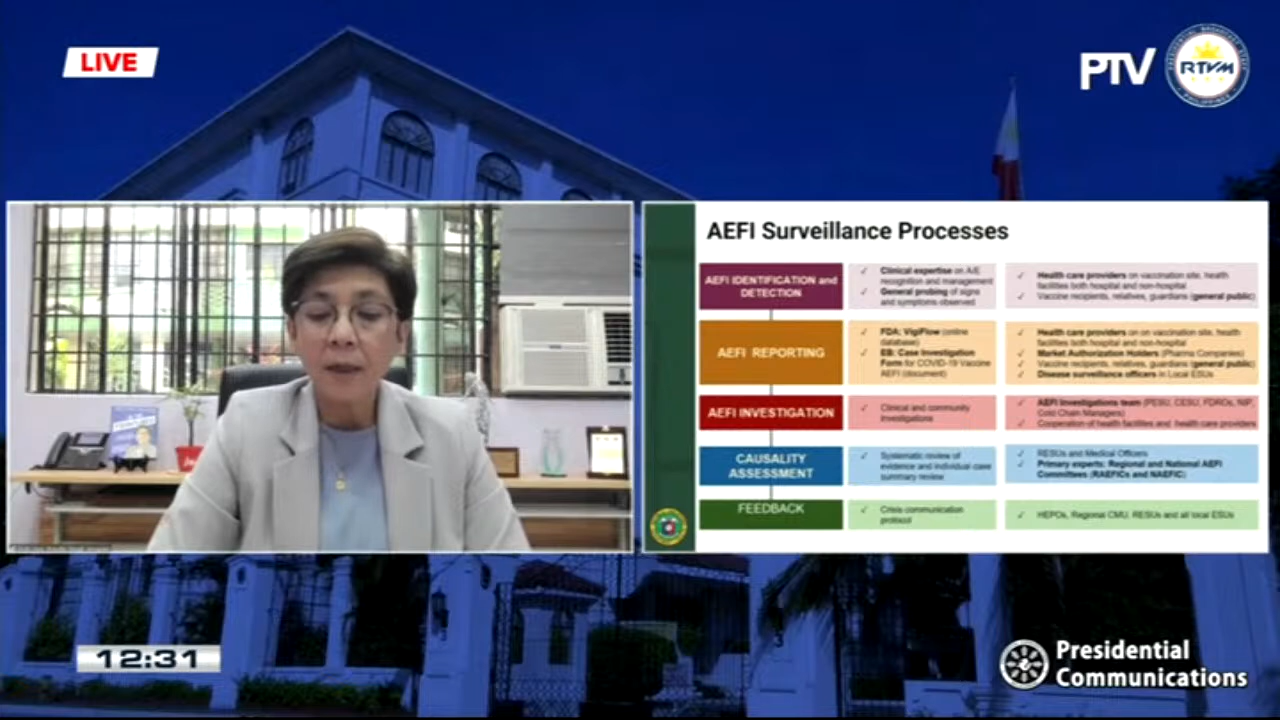 LIVE
PTV
RTVM
AEFI Surveillance Processes
AEFI IDENTIFICATION and
DETECTION
✓ Clinical expertise on A/E
recognition and management
✓ General probing of signs
and symptoms observed
✓ Health care providers on vaccination site, health
facilities both hospital and non-hospital
✓ Vaccine recipients, relatives, guardians (general public)
AEFI REPORTING
✓ FDA: VigiFlow (online
database)
✓ EB: Case Investigation
Form for COVID-19 Vaccine
AEFI (document)
✓ Health care providers on on vaccination site, health
facilities both hospital and non-hospital
✓ Market Authorization Holders (Pharma Companies)
✓ Vaccine recipients, relatives, guardians (general public)
✓ Disease surveillance officers in Local ESUs
AEFI INVESTIGATION
✓ Clinical and community
investigations
✓ AEFI Investigations team (PESU, CESU, FDROs, NIP,
Cold Chain Managers)
✓ Cooperation of health facilities and health care providers
CAUSALITY
ASSESSMENT
✓ Systematic review of
evidence and individual case
summary review
✓ RESUs and Medical Officers
✓ Primary experts: Regional and National AEFI
Committees (RAEFICs and NAEFIC)
FEEDBACK
✓ Crisis communication
protocol
✓ HEPOs, Regional CMU, RESUs and all local ESUs
12:31
Presidential
Communications